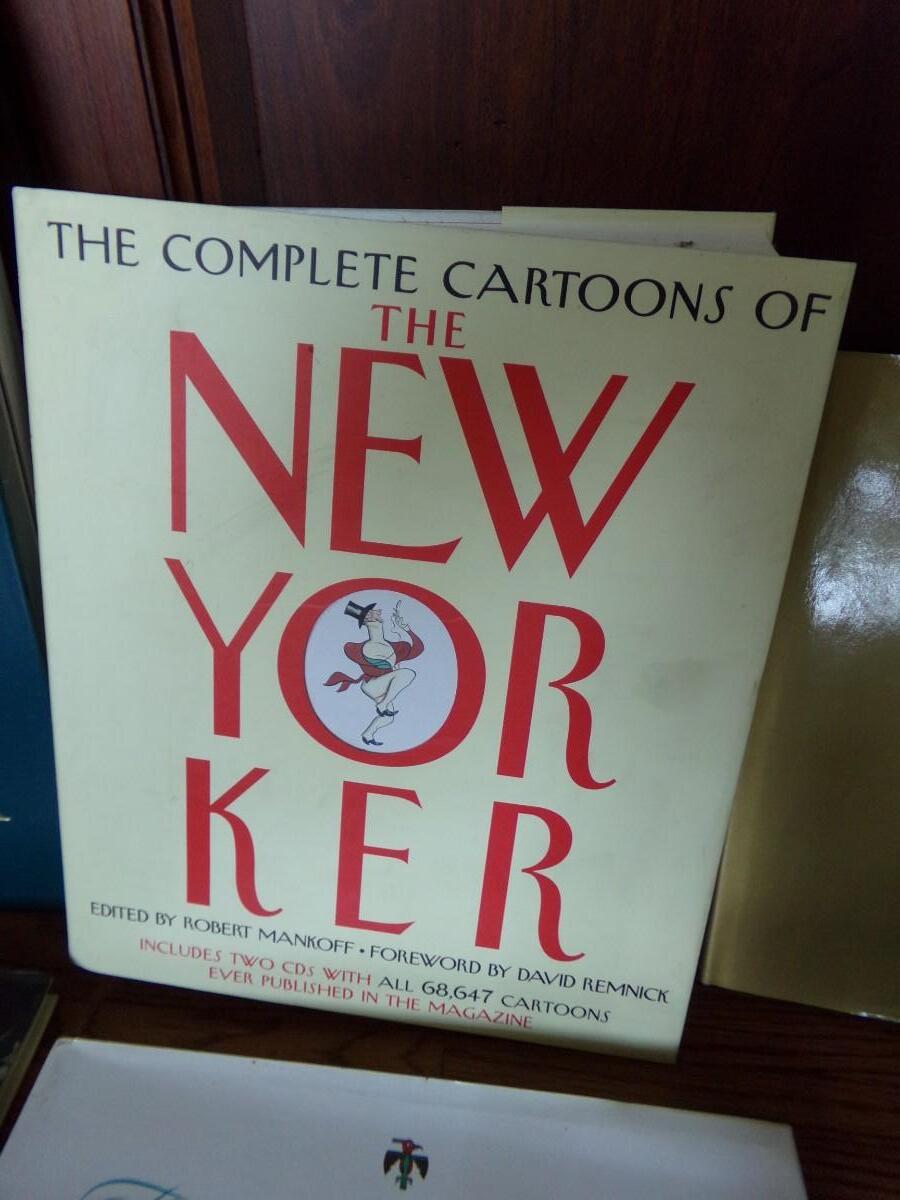 THE COMPLETE CARTOONS OF
THE
NEW
YOR
KER
EDITED BY ROBERT MANKOFF • FOREWORD BY DAVID REMNICK
INCLUDES TWO CDS WITH ALL 68,647 CARTOONS
EVER PUBLISHED IN THE MAGAZINE